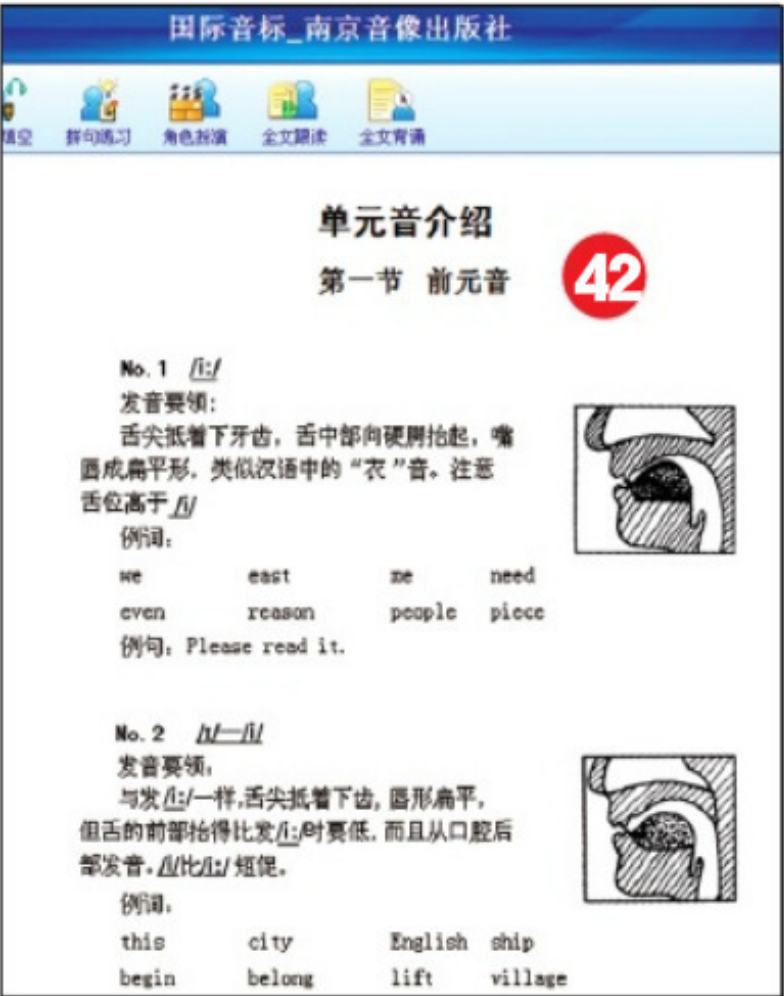 国际音标_南京音像出版社
填空 群句练习 角色扮演 全文跟读 全文背诵
单元音介绍
第一节 前元音
42
No. 1 /i:/
发音要领:
舌尖抵着下牙齿，舌中部向硬腭抬起，嘴
唇成扁平形，类似汉语中的“衣”音。注意
舌位高于 /i/
例词:
we east me need
even reason people piece
例句: Please read it.
No. 2 /ɪ/—/i/
发音要领:
与发/i:/一样,舌尖抵着下齿,唇形扁平,
但舌的前部抬得比发/i:/时要低,而且从口腔后
部发音。/i/比/i:/短促。
例词:
this city English ship
begin belong lift village